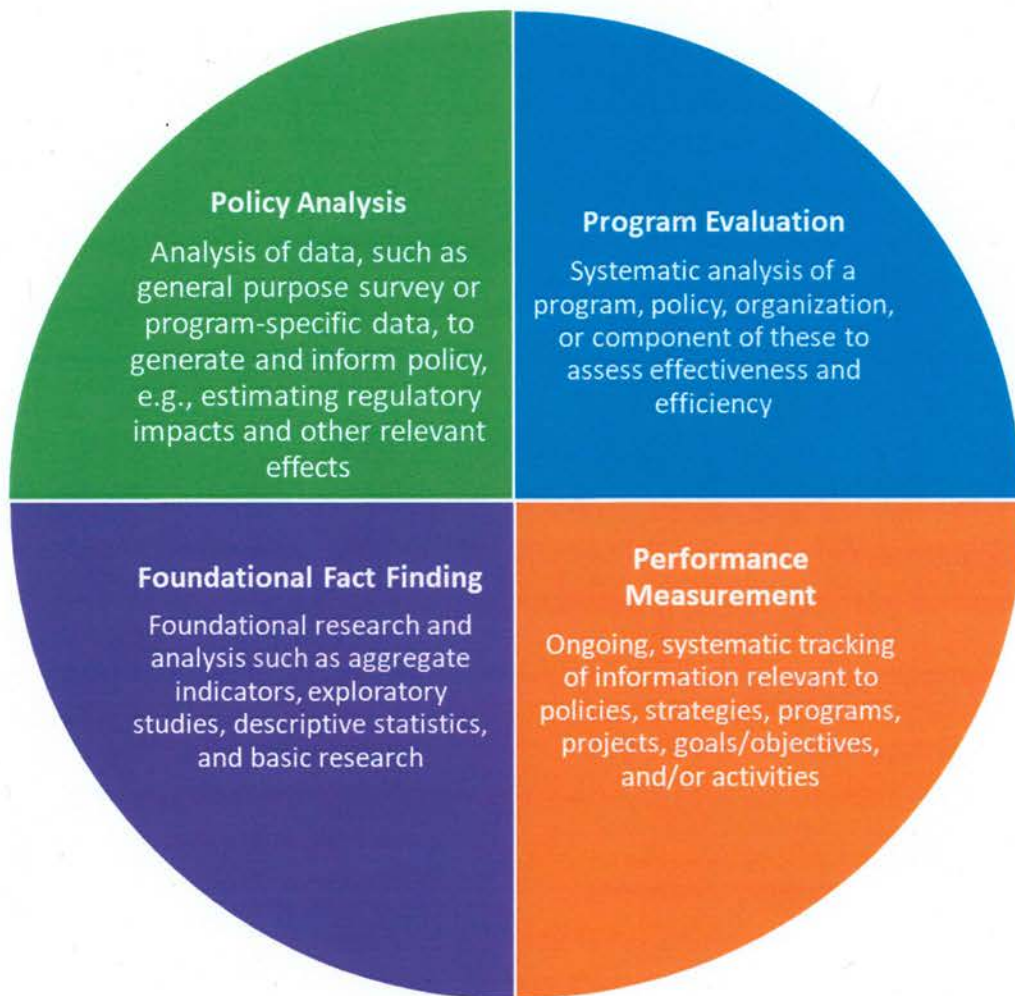 Policy Analysis
Analysis of data, such as
general purpose survey or
program-specific data, to
generate and inform policy,
e.g., estimating regulatory
impacts and other relevant
effects
Program Evaluation
Systematic analysis of a
program, policy, organization,
or component of these to
assess effectiveness and
efficiency
Foundational Fact Finding
Foundational research and
analysis such as aggregate
indicators, exploratory
studies, descriptive statistics,
and basic research
Performance
Measurement
Ongoing, systematic tracking
of information relevant to
policies, strategies, programs,
projects, goals/objectives,
and/or activities